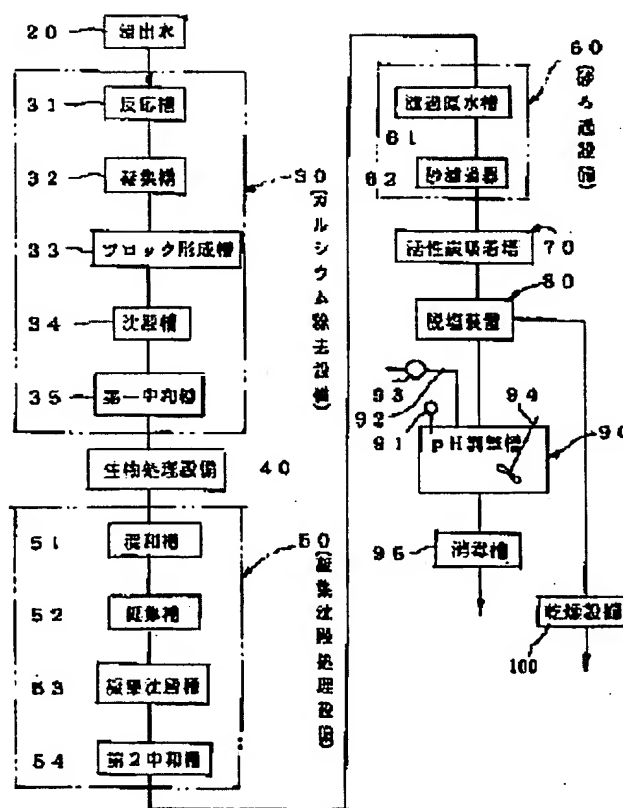 20 浸出水
31 反応槽
32 凝集槽
33 フロック形成槽
34 沈殿槽
35 第一中和槽
30 (カルシウム除去設備)
生物処理設備 40
51 混和槽
52 凝集槽
53 凝集沈殿槽
54 第2中和槽
50 (凝集沈殿処理設備)
60 (砂ろ過設備)
濾過原水槽
61
62 砂濾過器
活性炭吸着塔 70
脱塩装置 80
93
92
91
94
pH調整槽 90
95 消毒槽
乾燥設備
100